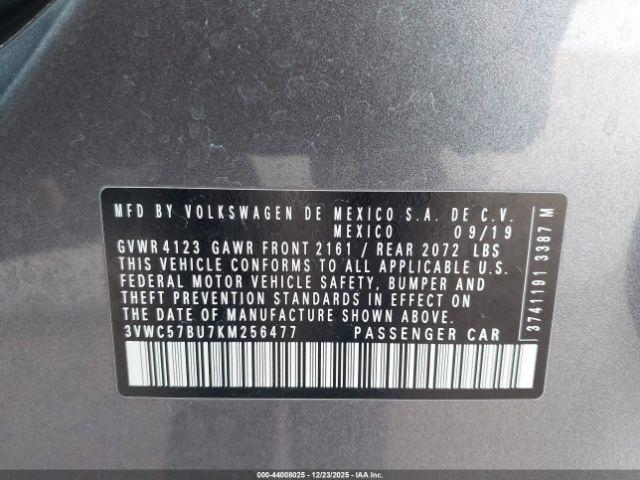 MFD BY VOLKSWAGEN DE MEXICO S.A. DE C.V.
MEXICO 09/19
GVWR 4123 GAWR FRONT 2161 / REAR 2072 LBS
THIS VEHICLE CONFORMS TO ALL APPLICABLE U.S.
FEDERAL MOTOR VEHICLE SAFETY, BUMPER AND
THEFT PREVENTION STANDARDS IN EFFECT ON
THE DATE OF MANUFACTURE SHOWN ABOVE.
3VWC57BU7KM256477 PASSENGER CAR
3741191 3387 M
000-44008025 - 12/23/2025 - IAAI.COM